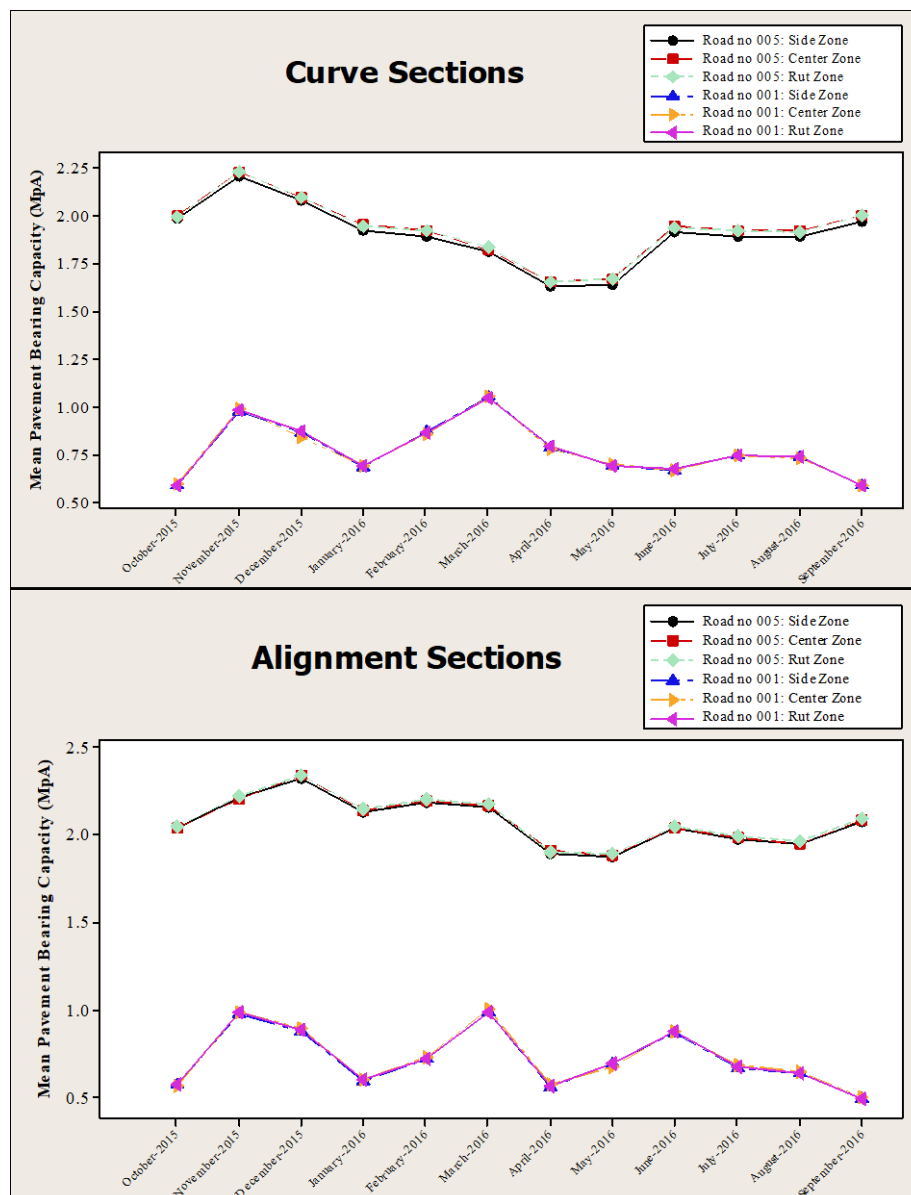 Curve Sections
Road no 005: Side Zone
Road no 005: Center Zone
Road no 005: Rut Zone
Road no 001: Side Zone
Road no 001: Center Zone
Road no 001: Rut Zone
Mean Pavement Bearing Capacity (MpA)
2.25
2.00
1.75
1.50
1.25
1.00
0.75
0.50
October-2015
November-2015
December-2015
January-2016
February-2016
March-2016
April-2016
May-2016
June-2016
July-2016
August-2016
September-2016
Alignment Sections
Road no 005: Side Zone
Road no 005: Center Zone
Road no 005: Rut Zone
Road no 001: Side Zone
Road no 001: Center Zone
Road no 001: Rut Zone
Mean Pavement Bearing Capacity (MpA)
2.5
2.0
1.5
1.0
0.5
October-2015
November-2015
December-2015
January-2016
February-2016
March-2016
April-2016
May-2016
June-2016
July-2016
August-2016
September-2016